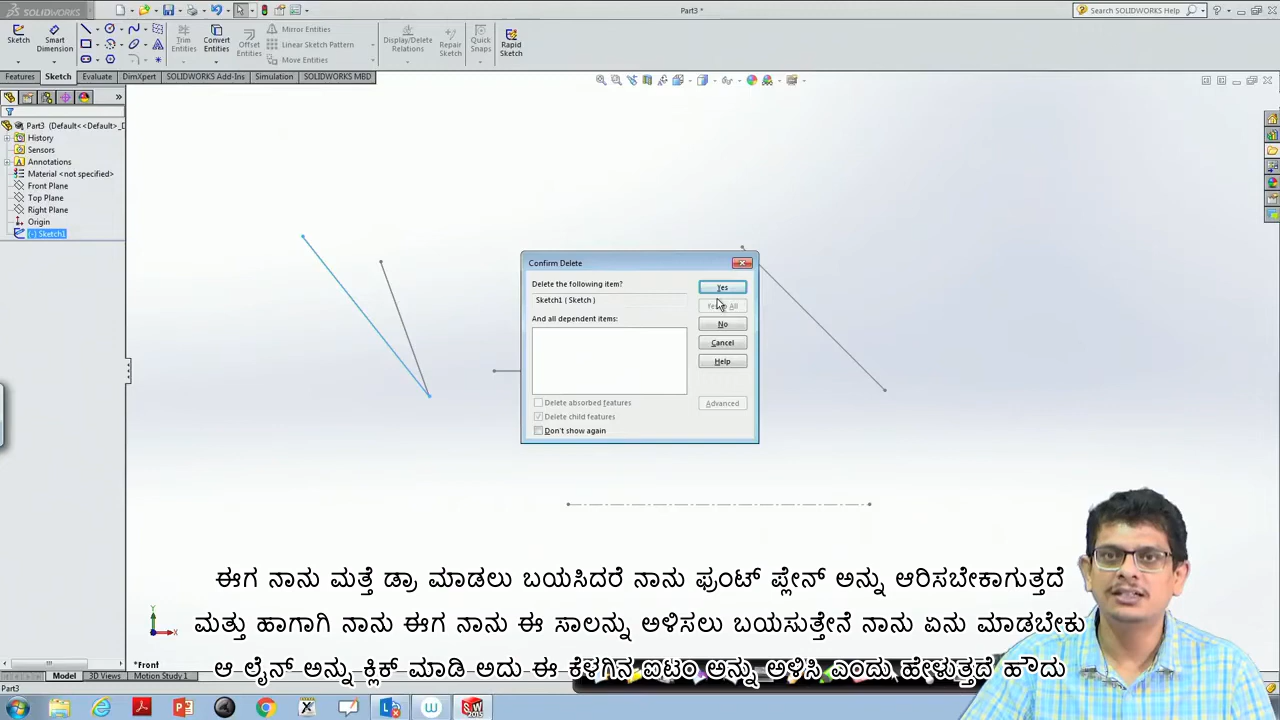 SOLIDWORKS
Part3 *
Search SOLIDWORKS Help
Sketch
Smart Dimension
Trim Entities
Convert Entities
Offset Entities
Mirror Entities
Linear Sketch Pattern
Move Entities
Display/Delete Relations
Repair Sketch
Quick Snaps
Rapid Sketch
Features Sketch Evaluate DimXpert SOLIDWORKS Add-Ins Simulation SOLIDWORKS MBD
Part3 (Default<<Default>_D
History
Sensors
Annotations
Material <not specified>
Front Plane
Top Plane
Right Plane
Origin
(-) Sketch1
Confirm Delete
Delete the following item?
Yes
Sketch1 ( Sketch )
And all dependent items:
No
Cancel
Help
Delete absorbed features
Advanced
Delete child features
Don't show again
ಈಗ ನಾನು ಮತ್ತೆ ಡ್ರಾ ಮಾಡಲು ಬಯಸಿದರೆ ನಾನು ಫ್ರಂಟ್ ಪ್ಲೇನ್ ಅನ್ನು ಆರಿಸಬೇಕಾಗುತ್ತದೆ
ಮತ್ತು ಹಾಗಾಗಿ ನಾನು ಈಗ ನಾನು ಈ ಸಾಲನ್ನು ಅಳಿಸಲು ಬಯಸುತ್ತೇನೆ ನಾನು ಏನು ಮಾಡಬೇಕು
ಆ ಲೈನ್ ಅನ್ನು ಕ್ಲಿಕ್ ಮಾಡಿ ಅದು ಈ ಕೆಳಗಿನ ಐಟಂ ಅನ್ನು ಅಳಿಸಿ ಎಂದು ಹೇಳುತ್ತದೆ ಹೌದು
Y
X
*Front
Model 3D Views Motion Study 1
Part3